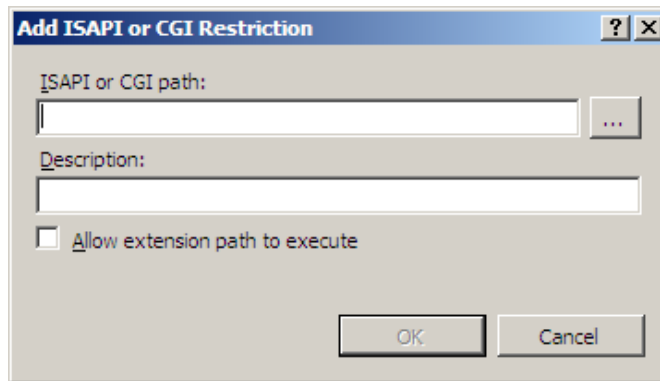 Add ISAPI or CGI Restriction
ISAPI or CGI path:
...
Description:
Allow extension path to execute
OK Cancel